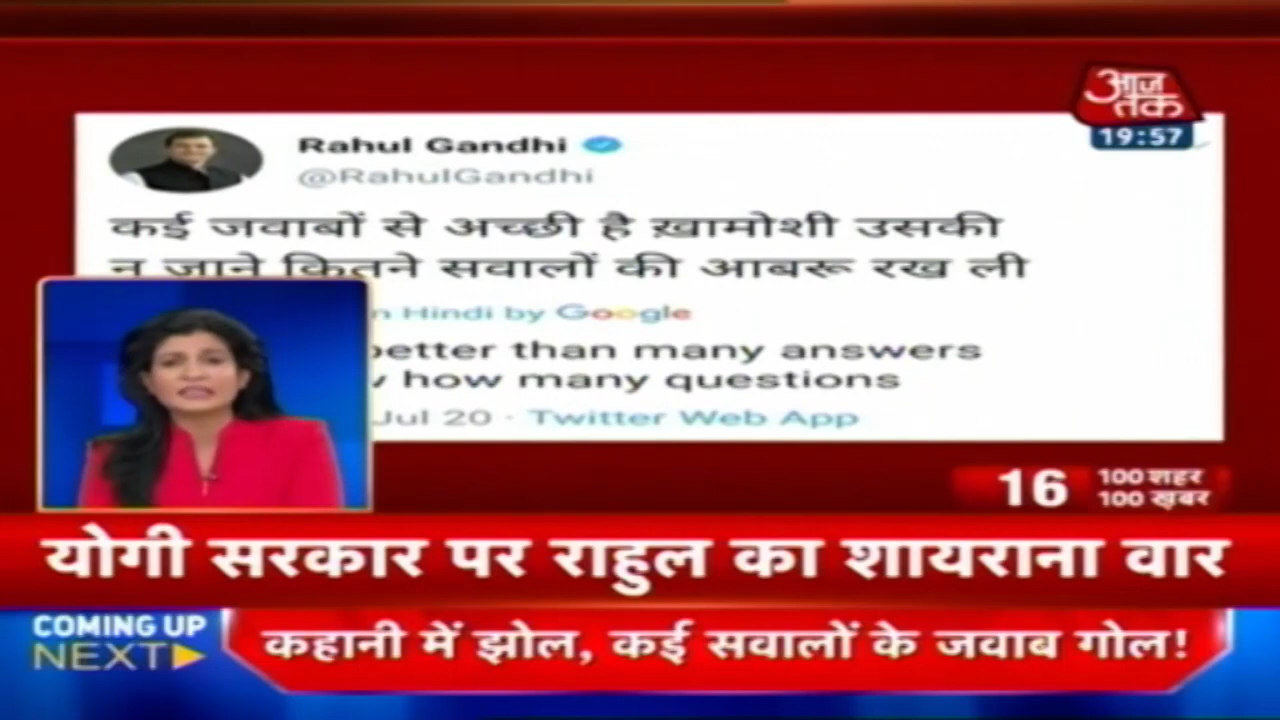 आज
तक
19:57
Rahul Gandhi
@RahulGandhi
कई जवाबों से अच्छी है ख़ामोशी उसकी
न जाने कितने सवालों की आबरू रख ली
Hindi by Google
better than many answers
how many questions
Jul 20 · Twitter Web App
16
100 शहर
100 ख़बर
योगी सरकार पर राहुल का शायराना वार
COMING UP
NEXT
कहानी में झोल, कई सवालों के जवाब गोल!